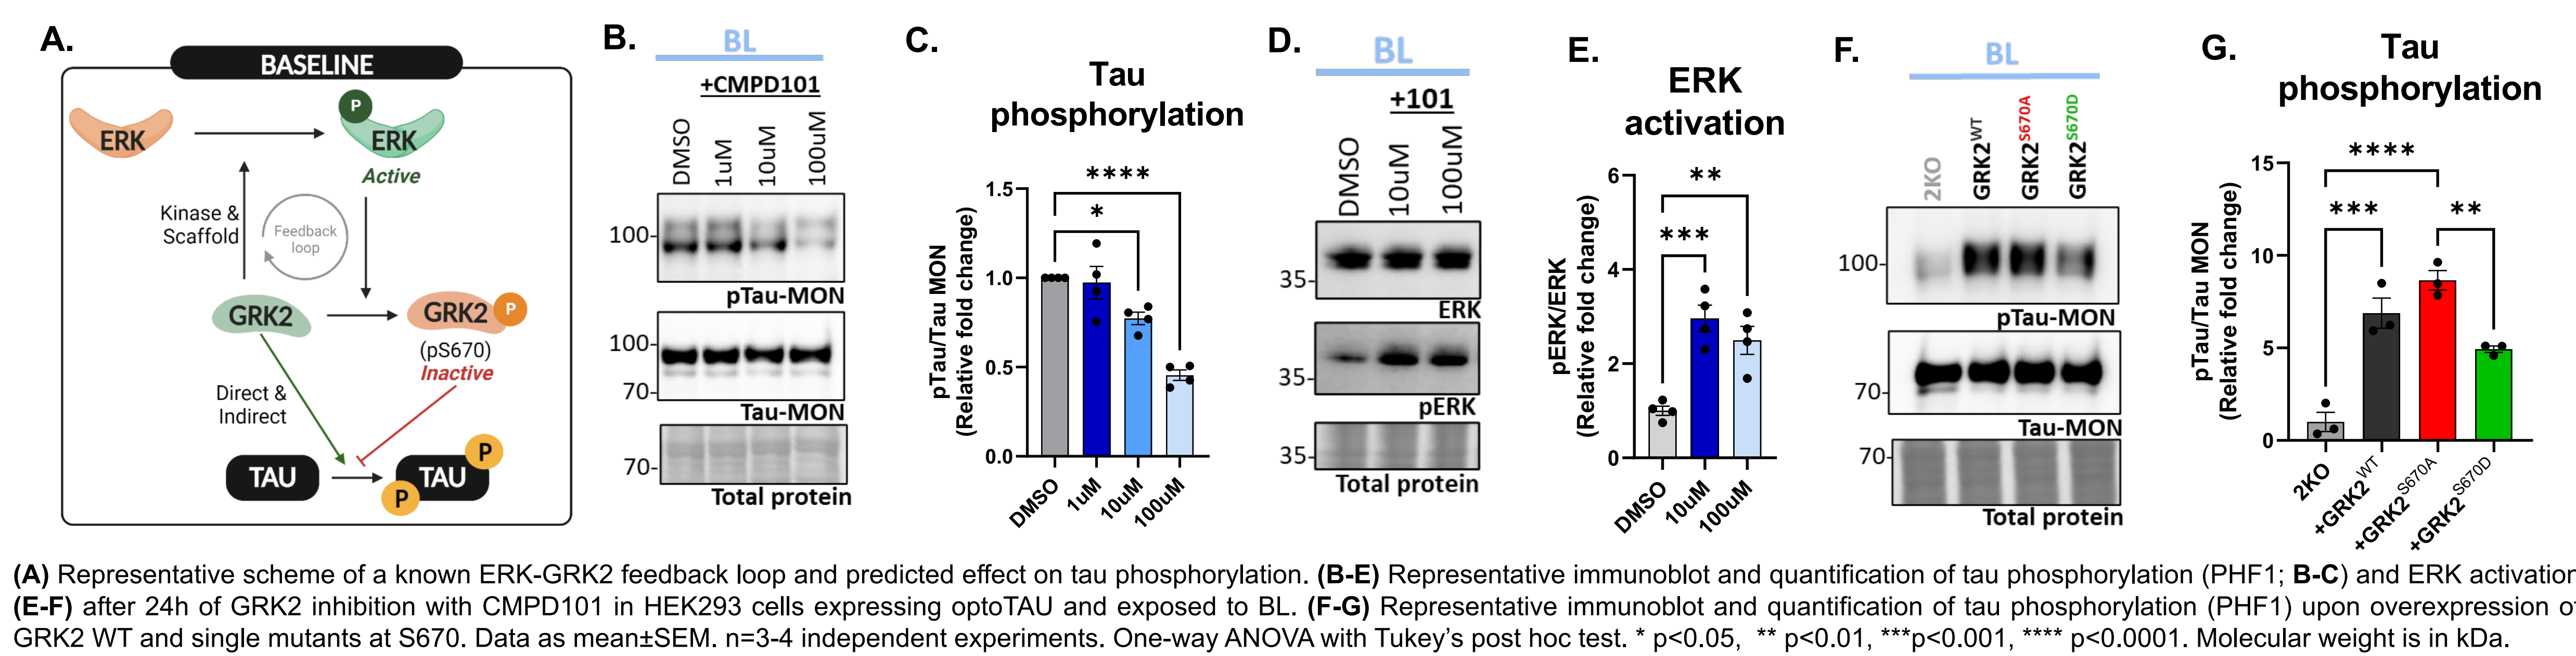 A.
BASELINE
ERK
P
ERK
Active
Kinase &
Scaffold
Feedback
loop
GRK2
GRK2
P
(pS670)
Inactive
Direct &
Indirect
TAU
TAU
P
P
B.
BL
+CMPD101
DMSO
1uM
10uM
100uM
100-
pTau-MON
100-
70-
Tau-MON
70-
Total protein
C.
Tau
phosphorylation
****
*
pTau/Tau MON
(Relative fold change)
1.5
1.0
0.5
0.0
DMSO
1uM
10uM
100uM
D.
BL
+101
DMSO
10uM
100uM
35-
ERK
35-
pERK
35-
Total protein
E.
ERK
activation
**
***
pERK/ERK
(Relative fold change)
6
4
2
0
DMSO
10uM
100uM
F.
BL
2KO
GRK2WT
GRK2S670A
GRK2S670D
100-
pTau-MON
70-
Tau-MON
70-
Total protein
G.
Tau
phosphorylation
****
***
**
pTau/Tau MON
(Relative fold change)
15
10
5
0
2KO
+GRK2WT
+GRK2S670A
+GRK2S670D
(A) Representative scheme of a known ERK-GRK2 feedback loop and predicted effect on tau phosphorylation. (B-E) Representative immunoblot and quantification of tau phosphorylation (PHF1; B-C) and ERK activation
(E-F) after 24h of GRK2 inhibition with CMPD101 in HEK293 cells expressing optoTAU and exposed to BL. (F-G) Representative immunoblot and quantification of tau phosphorylation (PHF1) upon overexpression
GRK2 WT and single mutants at S670. Data as mean±SEM. n=3-4 independent experiments. One-way ANOVA with Tukey’s post hoc test. * p<0.05, ** p<0.01, ***p<0.001, **** p<0.0001. Molecular weight is in kDa.